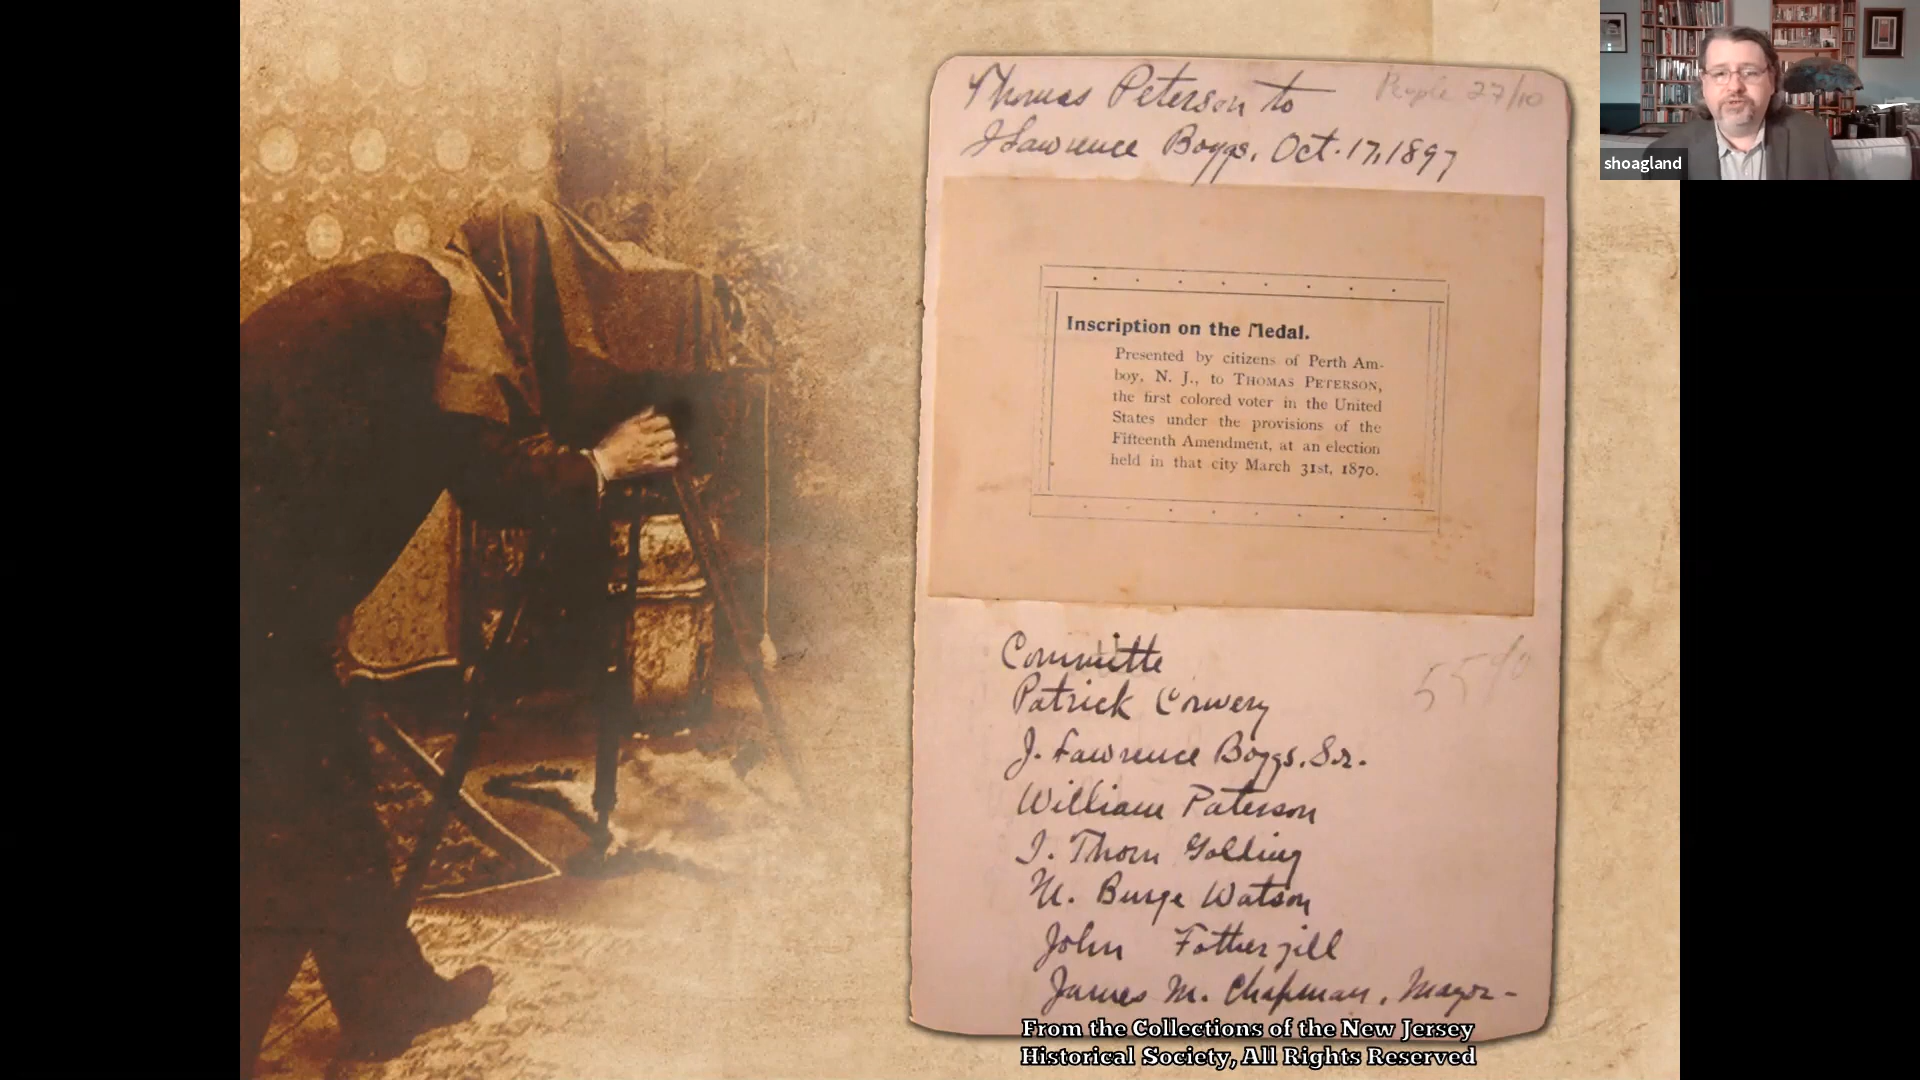 Thomas Peterson to
People 27/10
J Lawrence Boggs, Oct. 17, 1897
Inscription on the Medal.
Presented by citizens of Perth Am-
boy, N. J., to THOMAS PETERSON,
the first colored voter in the United
States under the provisions of the
Fifteenth Amendment, at an election
held in that city March 31st, 1870.
Committe
Patrick Convery
J. Lawrence Boggs, Sr.
William Paterson
I. Thorn Golding
N. Burge Watson
John Fothergill
James M. Chapman, Mayor-
From the Collections of the New Jersey
Historical Society, All Rights Reserved
shoagland